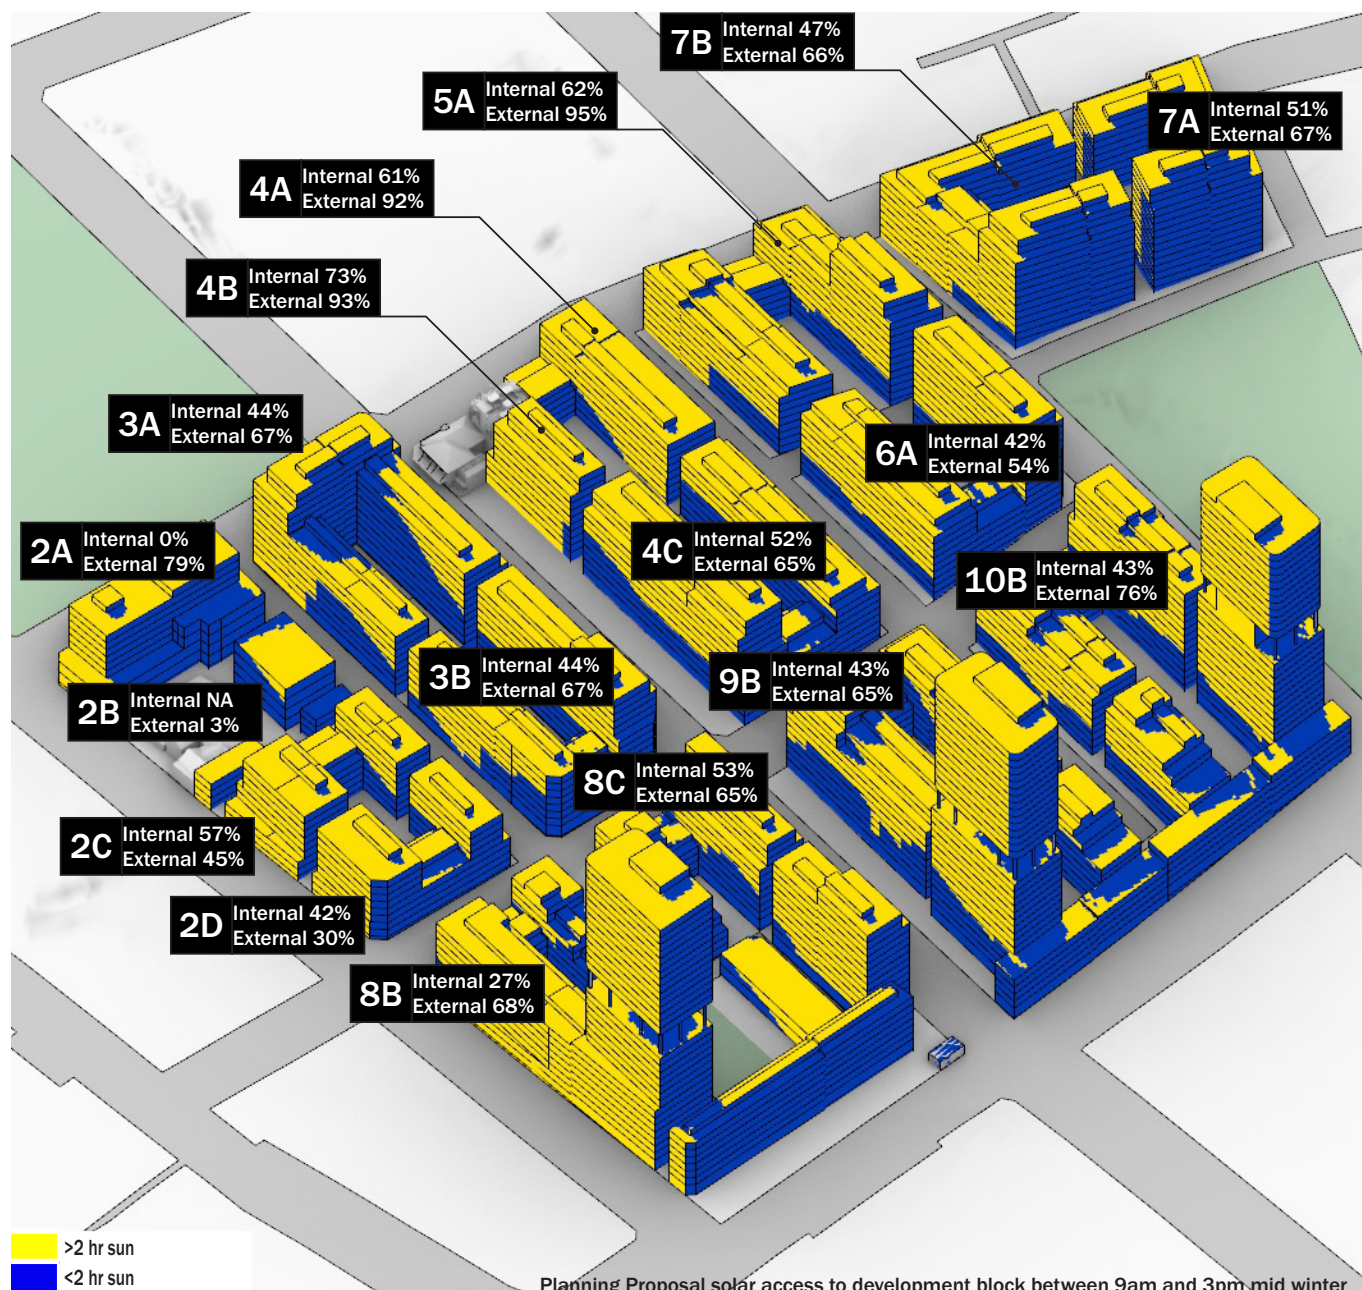 7B Internal 47%
External 66%
5A Internal 62%
External 95%
7A Internal 51%
External 67%
4A Internal 61%
External 92%
4B Internal 73%
External 93%
3A Internal 44%
External 67%
6A Internal 42%
External 54%
2A Internal 0%
External 79%
4C Internal 52%
External 65%
10B Internal 43%
External 76%
3B Internal 44%
External 67%
9B Internal 43%
External 65%
2B Internal NA
External 3%
8C Internal 53%
External 65%
2C Internal 57%
External 45%
2D Internal 42%
External 30%
8B Internal 27%
External 68%
>2 hr sun
<2 hr sun
Planning Proposal solar access to development block between 9am and 3pm mid winter